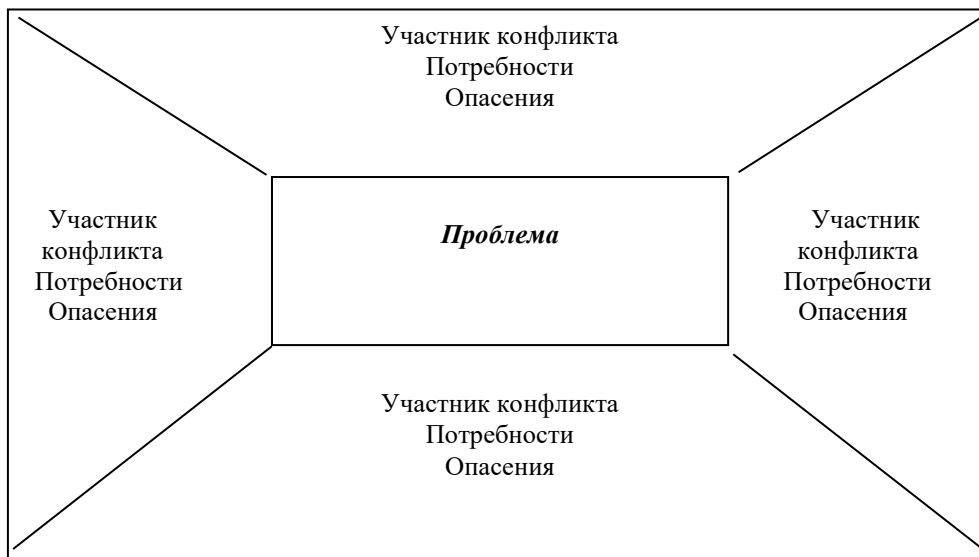 Участник конфликта
Потребности
Опасения
Участник
конфликта
Потребности
Опасения
Проблема
Участник
конфликта
Потребности
Опасения
Участник конфликта
Потребности
Опасения